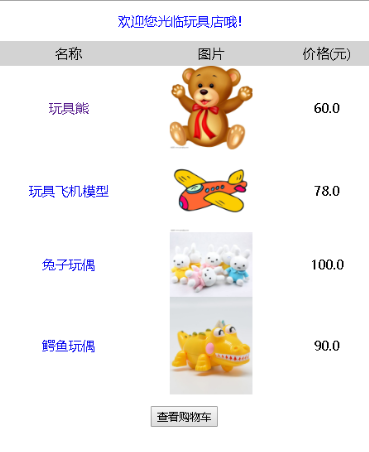 欢迎您光临玩具店哦!
名称 图片 价格(元)
玩具熊 60.0
玩具飞机模型 78.0
兔子玩偶 100.0
鳄鱼玩偶 90.0
查看购物车